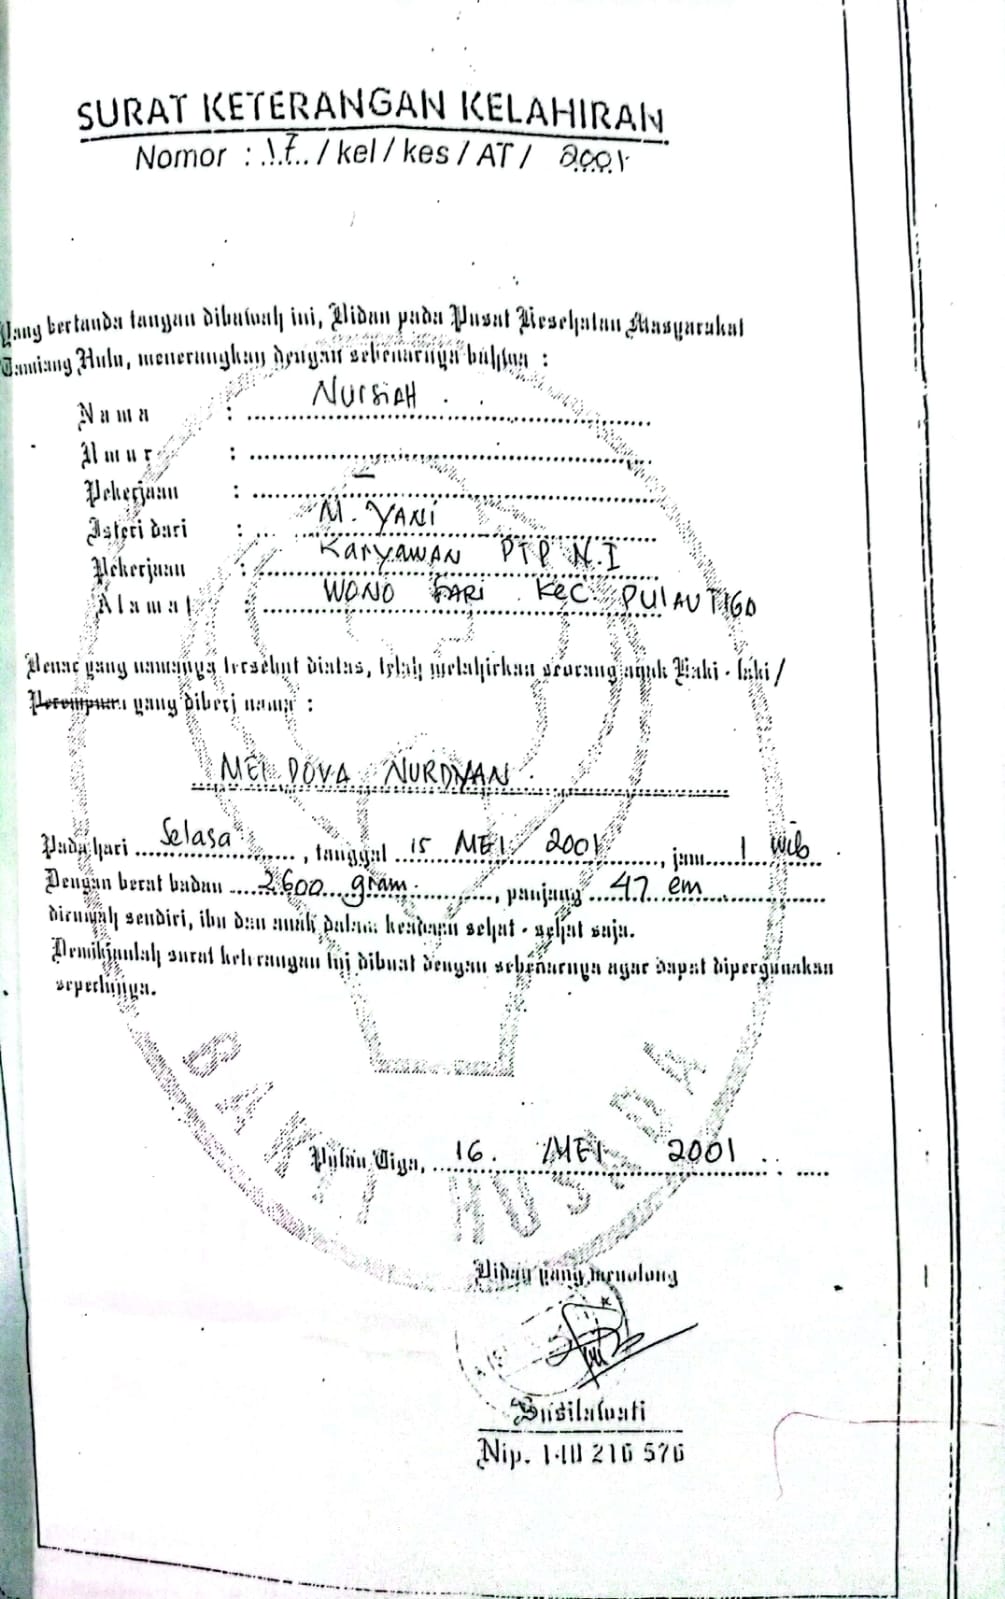 SURAT KETERANGAN KELAHIRAN
Nomor : .17.. / kel / kes / AT / 2001
Yang bertanda tangan dibawah ini, Bidan pada Pusat Kesehatan Masyarakat
Tamiang Hulu, menerangkan dengan sebenarnya bahwa :
Nama : NURSIAH
Umur :
Pekerjaan : –
Isteri dari : M. YANI
Pekerjaan : KARYAWAN PTP N.I
Alamat : WONO SARI KEC. PULAU TIGA
Benar yang namanya tersebut diatas, telah melahirkan seorang anak Laki - laki /
Perempuan yang diberi nama :
MEI DOVA NURDYAN
Pada hari Selasa, tanggal 15 MEI 2001, jam 1 Wib
Dengan berat badan 2600 gram, panjang 47 cm
dirumah sendiri, ibu dan anak dalam keadaan sehat - sehat saja.
Demikianlah surat keterangan ini dibuat dengan sebenarnya agar dapat dipergunakan
seperlunya.
BAKTI HUSADA
Pulau Tiga, 16. MEI 2001
Bidan yang menolong
Susilawati
Nip. 140 216 576